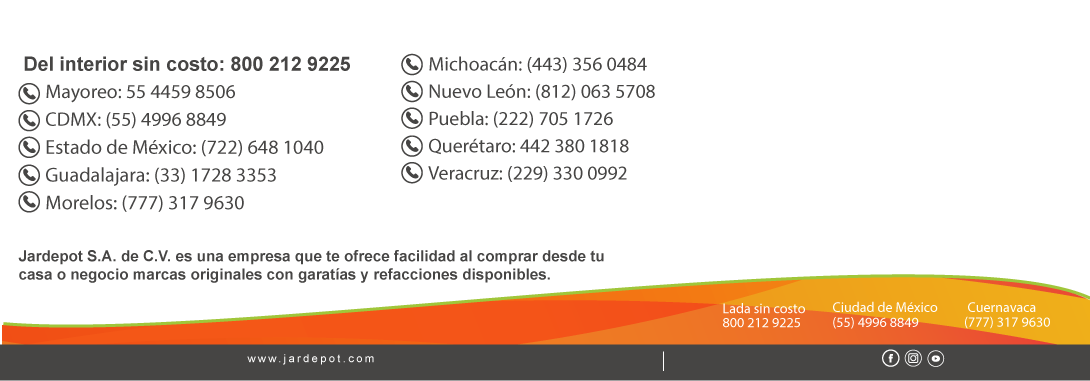 Del interior sin costo: 800 212 9225
Mayoreo: 55 4459 8506
CDMX: (55) 4996 8849
Estado de México: (722) 648 1040
Guadalajara: (33) 1728 3353
Morelos: (777) 317 9630
Michoacán: (443) 356 0484
Nuevo León: (812) 063 5708
Puebla: (222) 705 1726
Querétaro: 442 380 1818
Veracruz: (229) 330 0992
Jardepot S.A. de C.V. es una empresa que te ofrece facilidad al comprar desde tu
casa o negocio marcas originales con garatías y refacciones disponibles.
Lada sin costo
800 212 9225
Ciudad de México
(55) 4996 8849
Cuernavaca
(777) 317 9630
www.jardepot.com